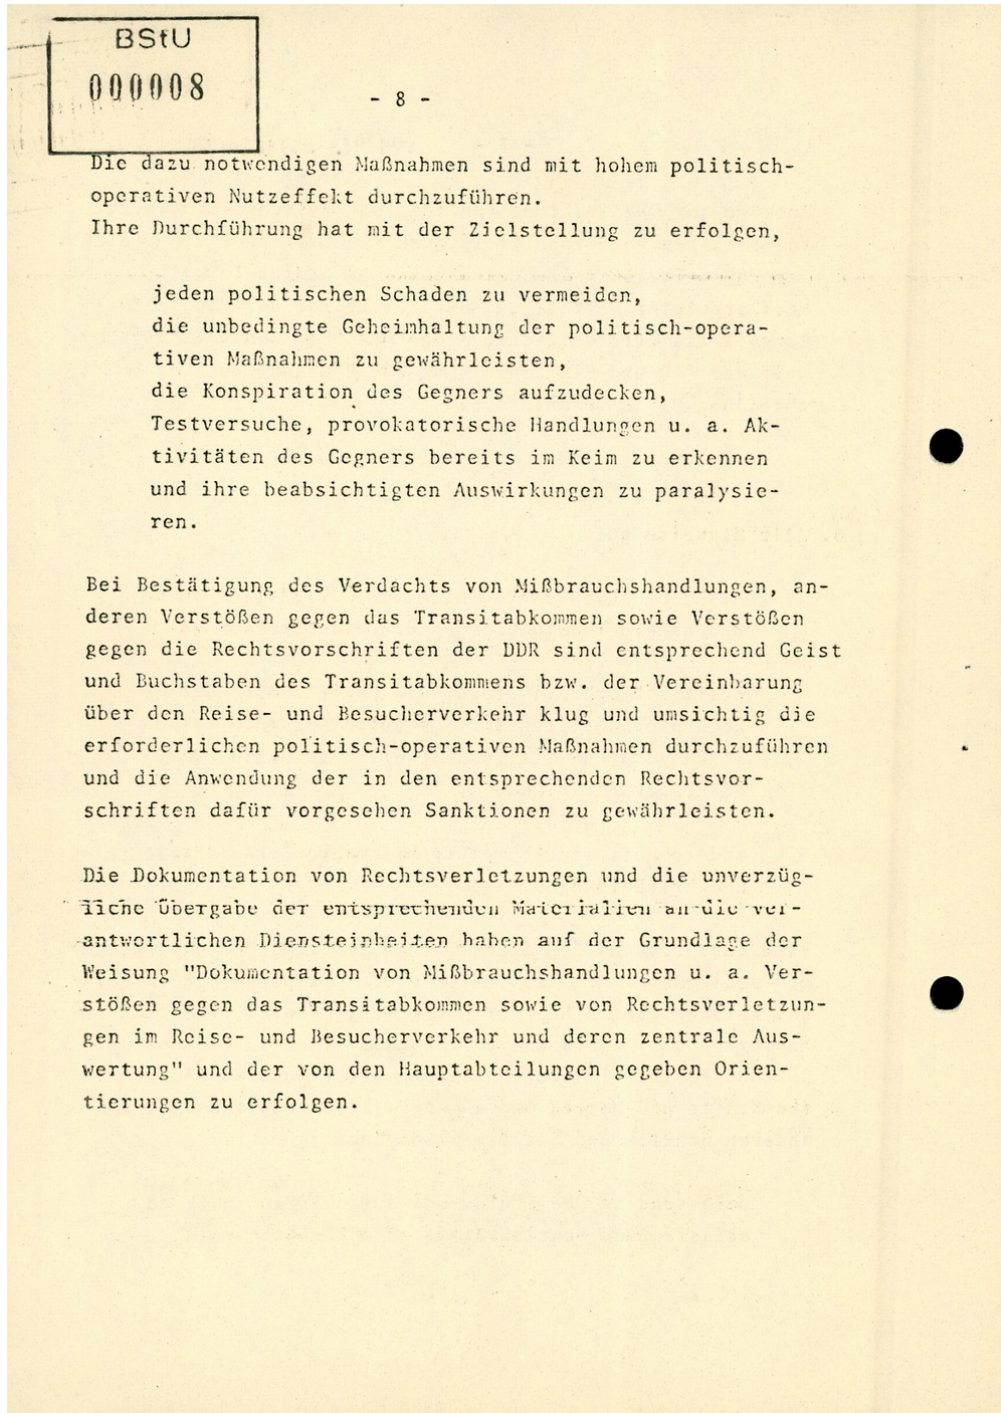 BStU
000008
- 8 -
Die dazu notwendigen Maßnahmen sind mit hohem politisch-
operativen Nutzeffekt durchzuführen.
Ihre Durchführung hat mit der Zielstellung zu erfolgen,
jeden politischen Schaden zu vermeiden,
die unbedingte Geheimhaltung der politisch-opera-
tiven Maßnahmen zu gewährleisten,
die Konspiration des Gegners aufzudecken,
Testversuche, provokatorische Handlungen u. a. Ak-
tivitäten des Gegners bereits im Keim zu erkennen
und ihre beabsichtigten Auswirkungen zu paralysie-
ren.
Bei Bestätigung des Verdachts von Mißbrauchshandlungen, an-
deren Verstößen gegen das Transitabkommen sowie Verstößen
gegen die Rechtsvorschriften der DDR sind entsprechend Geist
und Buchstaben des Transitabkommens bzw. der Vereinbarung
über den Reise- und Besucherverkehr klug und umsichtig die
erforderlichen politisch-operativen Maßnahmen durchzuführen
und die Anwendung der in den entsprechenden Rechtsvor-
schriften dafür vorgesehen Sanktionen zu gewährleisten.
Die Dokumentation von Rechtsverletzungen und die unverzüg-
liche Übergabe der entsprechenden Materialien an die ver-
antwortlichen Diensteinheiten haben auf der Grundlage der
Weisung "Dokumentation von Mißbrauchshandlungen u. a. Ver-
stößen gegen das Transitabkommen sowie von Rechtsverletzun-
gen im Reise- und Besucherverkehr und deren zentrale Aus-
wertung" und der von den Hauptabteilungen gegeben Orien-
tierungen zu erfolgen.